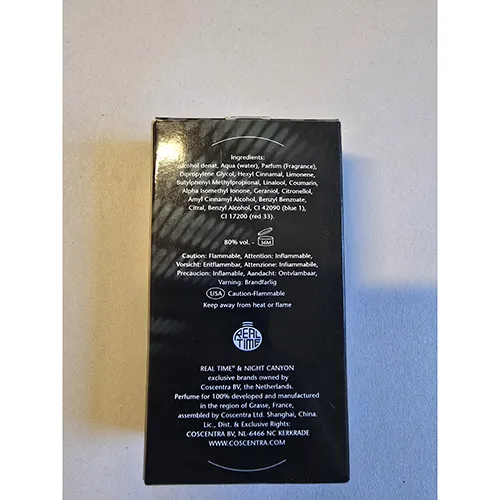 Ingredients:
Alcohol denat, Aqua (water), Parfum (Fragrance),
Dipropylene Glycol, Hexyl Cinnamal, Limonene,
Butylphenyl Methylpropional, Linalool, Coumarin,
Alpha Isomethyl Ionone, Geraniol, Citronellol,
Amyl Cinnamyl Alcohol, Benzyl Benzoate,
Citral, Benzyl Alcohol, CI 42090 (blue 1),
CI 17200 (red 33).
80% vol. - 36M
Caution: Flammable, Attention: Inflammable,
Vorsicht: Entflammbar, Attenzione: Infiammabile,
Precaucion: Inflamable, Aandacht: Ontvlambaar,
Varning: Brandfarlig
USA Caution-Flammable
Keep away from heat or flame
REAL
TIME
REAL TIME® & NIGHT CANYON
exclusive brands owned by
Coscentra BV, the Netherlands.
Perfume for 100% developed and manufactured
in the region of Grasse, France,
assembled by Coscentra Ltd. Shanghai, China.
Lic., Dist. & Exclusive Rights:
COSCENTRA BV, NL-6466 NC KERKRADE
WWW.COSCENTRA.COM